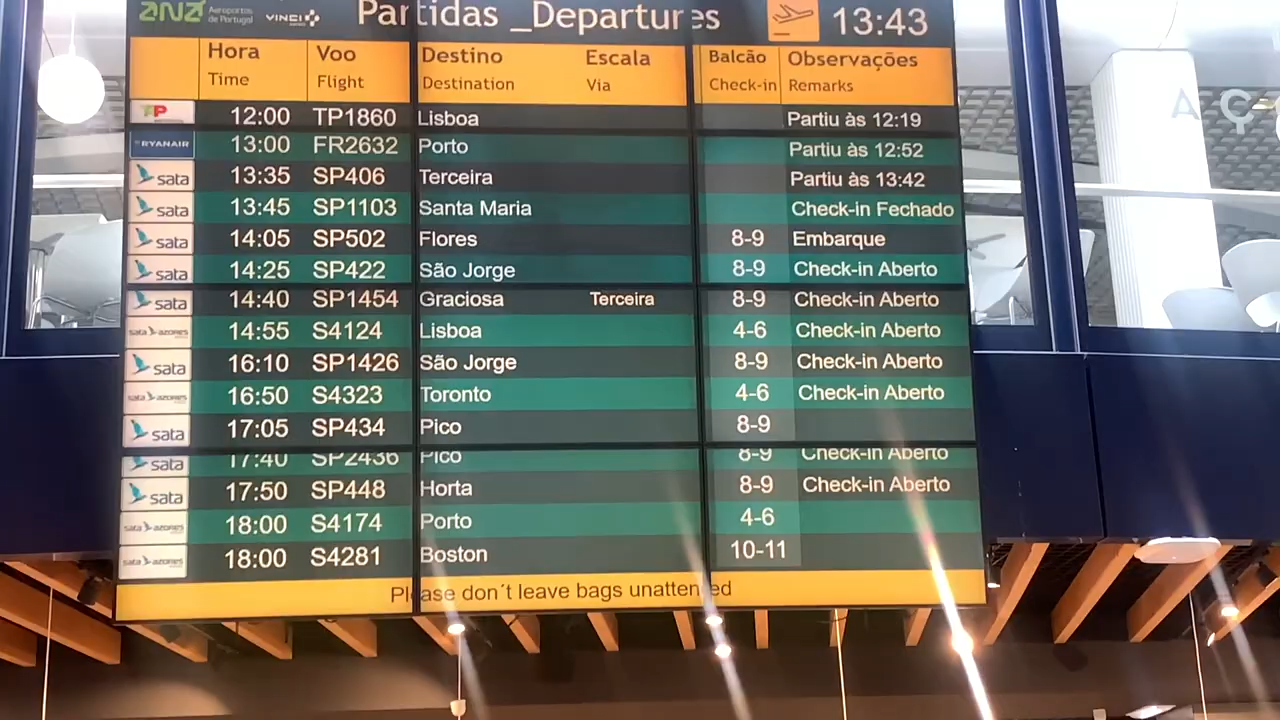 ana Aeroportos de Portugal VINCI Partidas _Departures 13:43
Hora Voo Destino Escala Balcão Observações
Time Flight Destination Via Check-in Remarks
TP 12:00 TP1860 Lisboa Partiu às 12:19
RYANAIR 13:00 FR2632 Porto Partiu às 12:52
sata 13:35 SP406 Terceira Partiu às 13:42
sata 13:45 SP1103 Santa Maria Check-in Fechado
sata 14:05 SP502 Flores 8-9 Embarque
sata 14:25 SP422 São Jorge 8-9 Check-in Aberto
sata 14:40 SP1454 Graciosa Terceira 8-9 Check-in Aberto
sata azores 14:55 S4124 Lisboa 4-6 Check-in Aberto
sata 16:10 SP1426 São Jorge 8-9 Check-in Aberto
sata azores 16:50 S4323 Toronto 4-6 Check-in Aberto
sata 17:05 SP434 Pico 8-9
sata 17:40 SP2436 Pico 8-9 Check-in Aberto
sata 17:50 SP448 Horta 8-9 Check-in Aberto
sata azores 18:00 S4174 Porto 4-6
sata azores 18:00 S4281 Boston 10-11
Please don´t leave bags unattended
AÇ